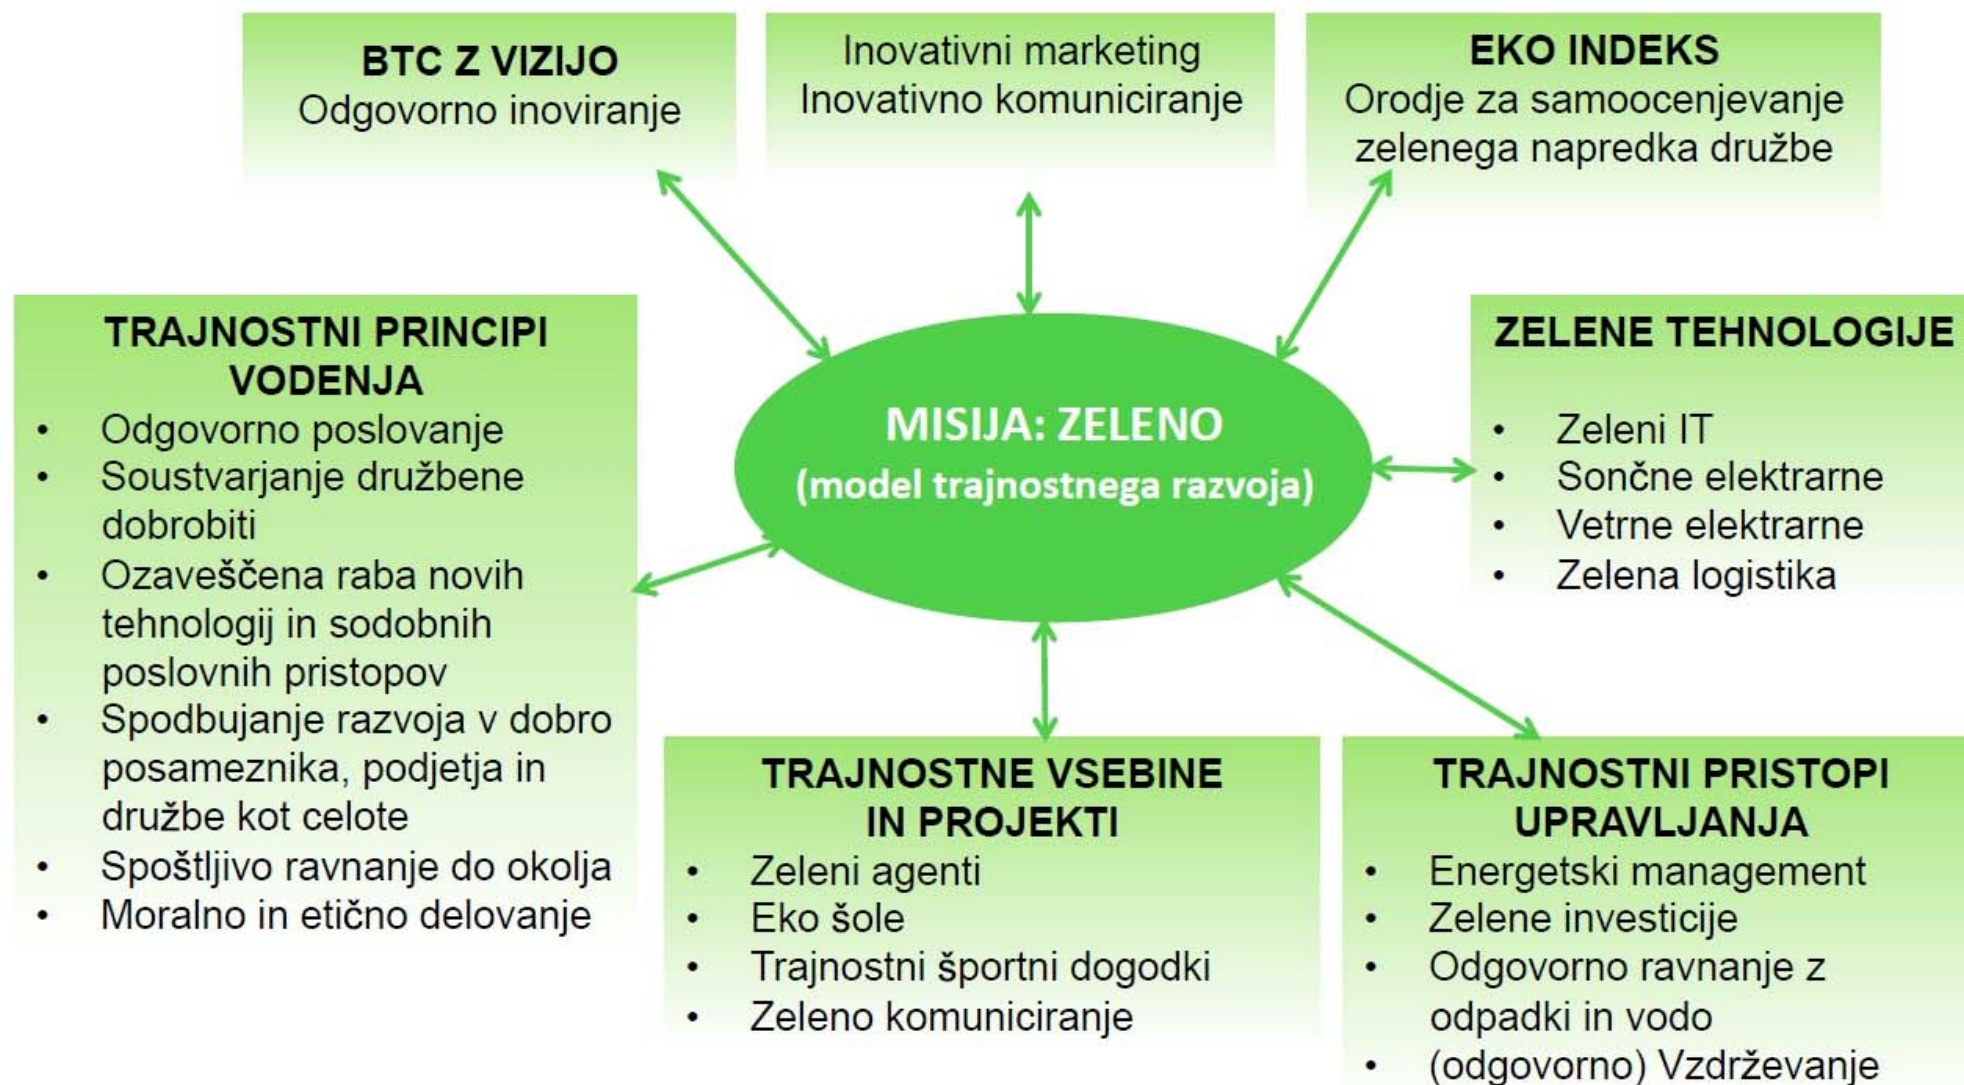 BTC Z VIZIJO
Odgovorno inoviranje
Inovativni marketing
Inovativno komuniciranje
EKO INDEKS
Orodje za samoocenjevanje
zelenega napredka družbe
TRAJNOSTNI PRINCIPI
VODENJA
• Odgovorno poslovanje
• Soustvarjanje družbene
dobrobiti
• Ozaveščena raba novih
tehnologij in sodobnih
poslovnih pristopov
• Spodbujanje razvoja v dobro
posameznika, podjetja in
družbe kot celote
• Spoštljivo ravnanje do okolja
• Moralno in etično delovanje
MISIJA: ZELENO
(model trajnostnega razvoja)
ZELENE TEHNOLOGIJE
• Zeleni IT
• Sončne elektrarne
• Vetrne elektrarne
• Zelena logistika
TRAJNOSTNE VSEBINE
IN PROJEKTI
• Zeleni agenti
• Eko šole
• Trajnostni športni dogodki
• Zeleno komuniciranje
TRAJNOSTNI PRISTOPI
UPRAVLJANJA
• Energetski management
• Zelene investicije
• Odgovorno ravnanje z
odpadki in vodo
• (odgovorno) Vzdrževanje